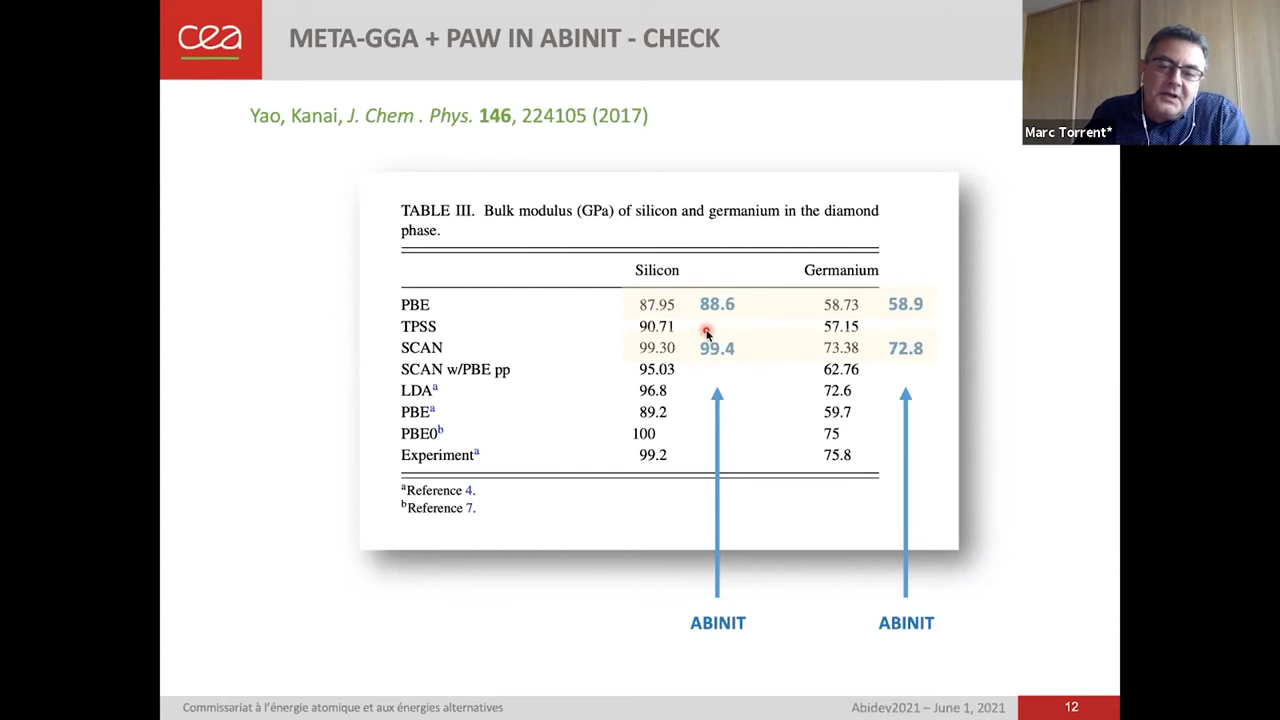 cea
META-GGA + PAW IN ABINIT - CHECK
Marc Torrent*
Yao, Kanai, J. Chem . Phys. 146, 224105 (2017)
TABLE III. Bulk modulus (GPa) of silicon and germanium in the diamond
phase.
Silicon Germanium
PBE 87.95 88.6 58.73 58.9
TPSS 90.71 57.15
SCAN 99.30 99.4 73.38 72.8
SCAN w/PBE pp 95.03 62.76
LDAa 96.8 72.6
PBEa 89.2 59.7
PBE0b 100 75
Experimenta 99.2 75.8
aReference 4.
bReference 7.
ABINIT ABINIT
Commissariat à l'énergie atomique et aux énergies alternatives Abidev2021 – June 1, 2021 12